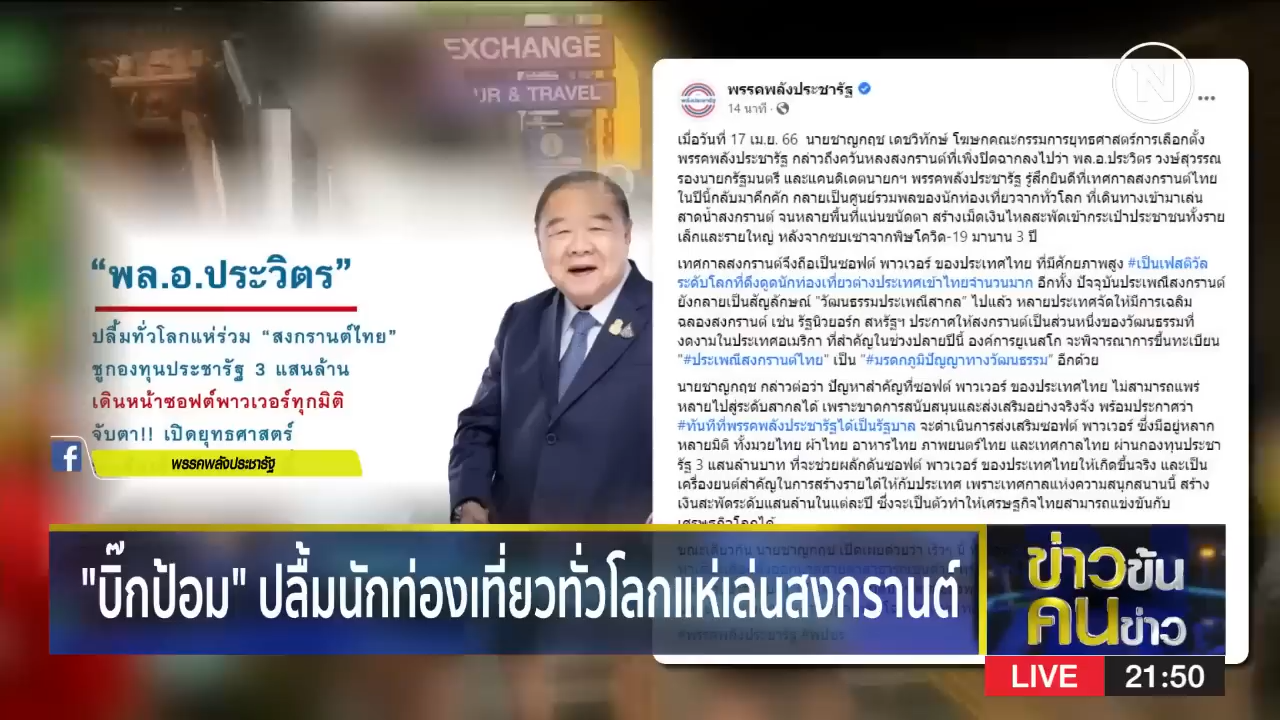 EXCHANGE
UR & TRAVEL
“พล.อ.ประวิตร”
ปลื้มทั่วโลกแห่ร่วม “สงกรานต์ไทย”
ชูกองทุนประชารัฐ 3 แสนล้าน
เดินหน้าซอฟต์พาวเวอร์ทุกมิติ
จับตา!! เปิดยุทธศาสตร์
พรรคพลังประชารัฐ
N
พรรคพลังประชารัฐ
14 นาที ·
เมื่อวันที่ 17 เม.ย. 66 นายชาญกฤช เดชวิทักษ์ โฆษกคณะกรรมการยุทธศาสตร์การเลือกตั้ง
พรรคพลังประชารัฐ กล่าวถึงควันหลงสงกรานต์ที่เพิ่งปิดฉากลงไปว่า พล.อ.ประวิตร วงษ์สุวรรณ
รองนายกรัฐมนตรี และแคนดิเดตนายกฯ พรรคพลังประชารัฐ รู้สึกยินดีที่เทศกาลสงกรานต์ไทย
ในปีนี้กลับมาคึกคัก กลายเป็นศูนย์รวมพลของนักท่องเที่ยวจากทั่วโลก ที่เดินทางเข้ามาเล่น
สาดน้ำสงกรานต์ จนหลายพื้นที่แน่นขนัดตา สร้างเม็ดเงินไหลสะพัดเข้ากระเป๋าประชาชนทั้งราย
เล็กและรายใหญ่ หลังจากซบเซาจากพิษโควิด-19 มานาน 3 ปี
เทศกาลสงกรานต์จึงถือเป็นซอฟต์ พาวเวอร์ ของประเทศไทย ที่มีศักยภาพสูง #เป็นเฟสติวัล
ระดับโลกที่ดึงดูดนักท่องเที่ยวต่างประเทศเข้าไทยจำนวนมาก อีกทั้ง ปัจจุบันประเพณีสงกรานต์
ยังกลายเป็นสัญลักษณ์ “วัฒนธรรมประเพณีสากล” ไปแล้ว หลายประเทศจัดให้มีการเฉลิม
ฉลองสงกรานต์ เช่น รัฐนิวยอร์ก สหรัฐฯ ประกาศให้สงกรานต์เป็นส่วนหนึ่งของวัฒนธรรมที่
งดงามในประเทศอเมริกา ที่สำคัญในช่วงปลายปีนี้ องค์การยูเนสโก จะพิจารณาการขึ้นทะเบียน
“#ประเพณีสงกรานต์ไทย” เป็น “#มรดกภูมิปัญญาทางวัฒนธรรม” อีกด้วย
นายชาญกฤช กล่าวต่อว่า ปัญหาสำคัญที่ซอฟต์ พาวเวอร์ ของประเทศไทย ไม่สามารถแพร่
หลายไปสู่ระดับสากลได้ เพราะขาดการสนับสนุนและส่งเสริมอย่างจริงจัง พร้อมประกาศว่า
#ทันทีที่พรรคพลังประชารัฐได้เป็นรัฐบาล จะดำเนินการส่งเสริมซอฟต์ พาวเวอร์ ซึ่งมีอยู่หลาก
หลายมิติ ทั้งมวยไทย ผ้าไทย อาหารไทย ภาพยนตร์ไทย และเทศกาลไทย ผ่านกองทุนประชา
รัฐ 3 แสนล้านบาท ที่จะช่วยผลักดันซอฟต์ พาวเวอร์ ของประเทศไทยให้เกิดขึ้นจริง และเป็น
เครื่องยนต์สำคัญในการสร้างรายได้ให้กับประเทศ เพราะเทศกาลแห่งความสนุกสนานนี้ สร้าง
เงินสะพัดระดับแสนล้านในแต่ละปี ซึ่งจะเป็นตัวทำให้เศรษฐกิจไทยสามารถแข่งขันกับ
เศรษฐกิจโลกได้
ขณะเดียวกัน นายชาญกฤช เปิดเผยด้วยว่า เร็วๆ นี้
#พรรคพลังประชารัฐ #พปชร
"บิ๊กป้อม" ปลื้มนักท่องเที่ยวทั่วโลกแห่เล่นสงกรานต์
ข่าวข้น
คนข่าว
LIVE 21:50